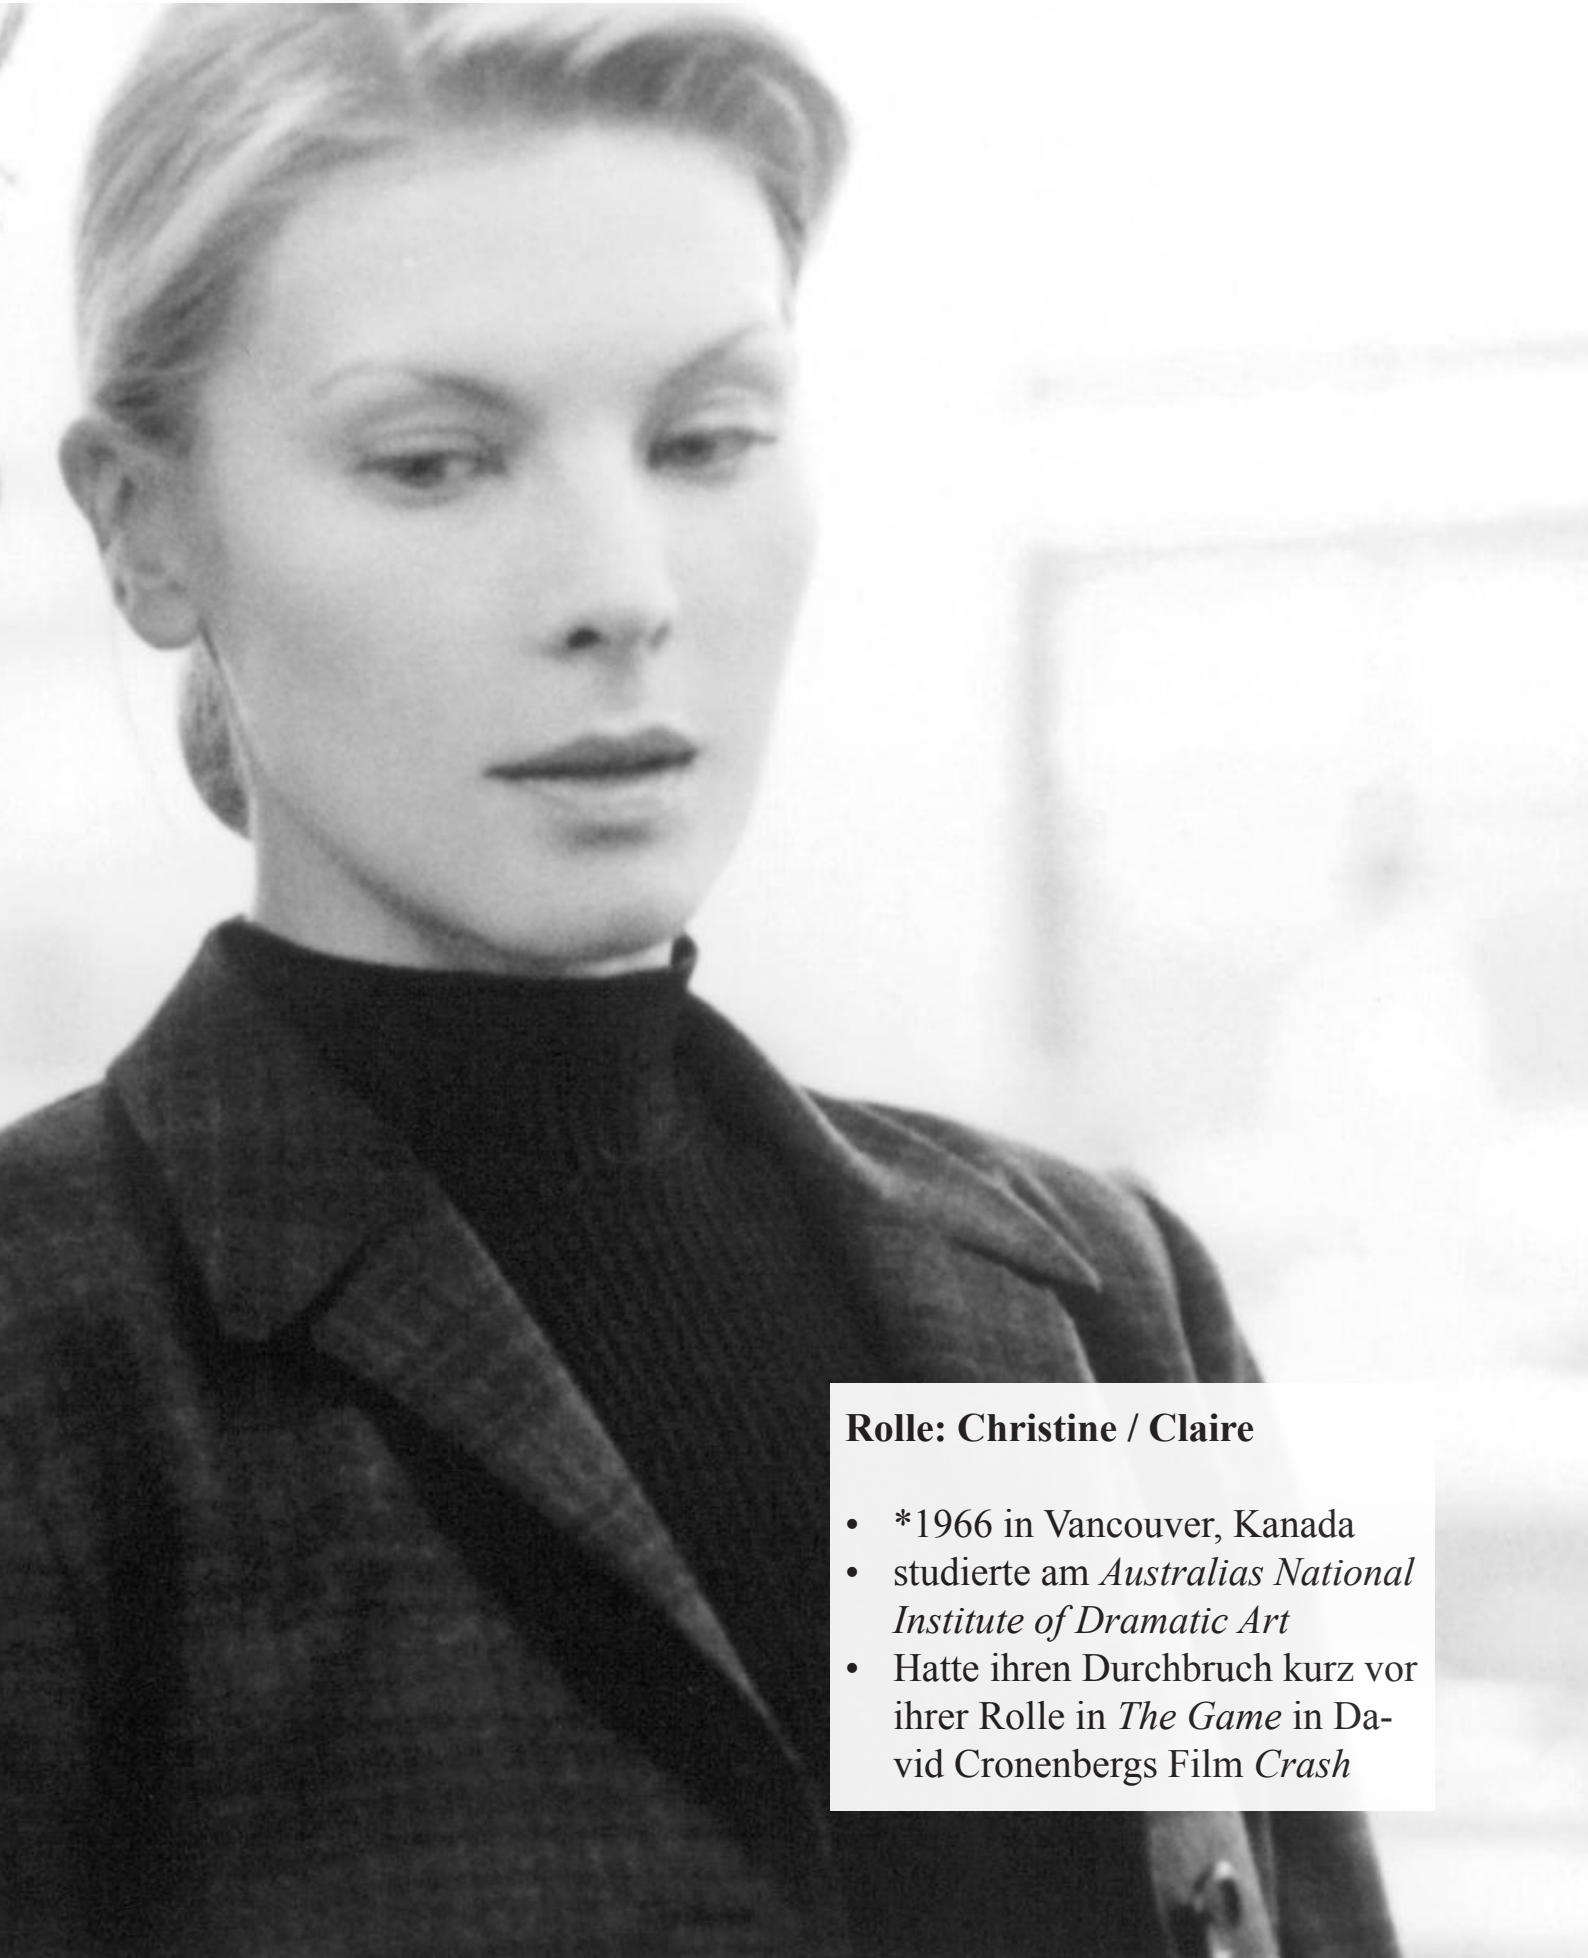 Rolle: Christine / Claire
• *1966 in Vancouver, Kanada
• studierte am Australias National
Institute of Dramatic Art
• Hatte ihren Durchbruch kurz vor
ihrer Rolle in The Game in Da-
vid Cronenbergs Film Crash